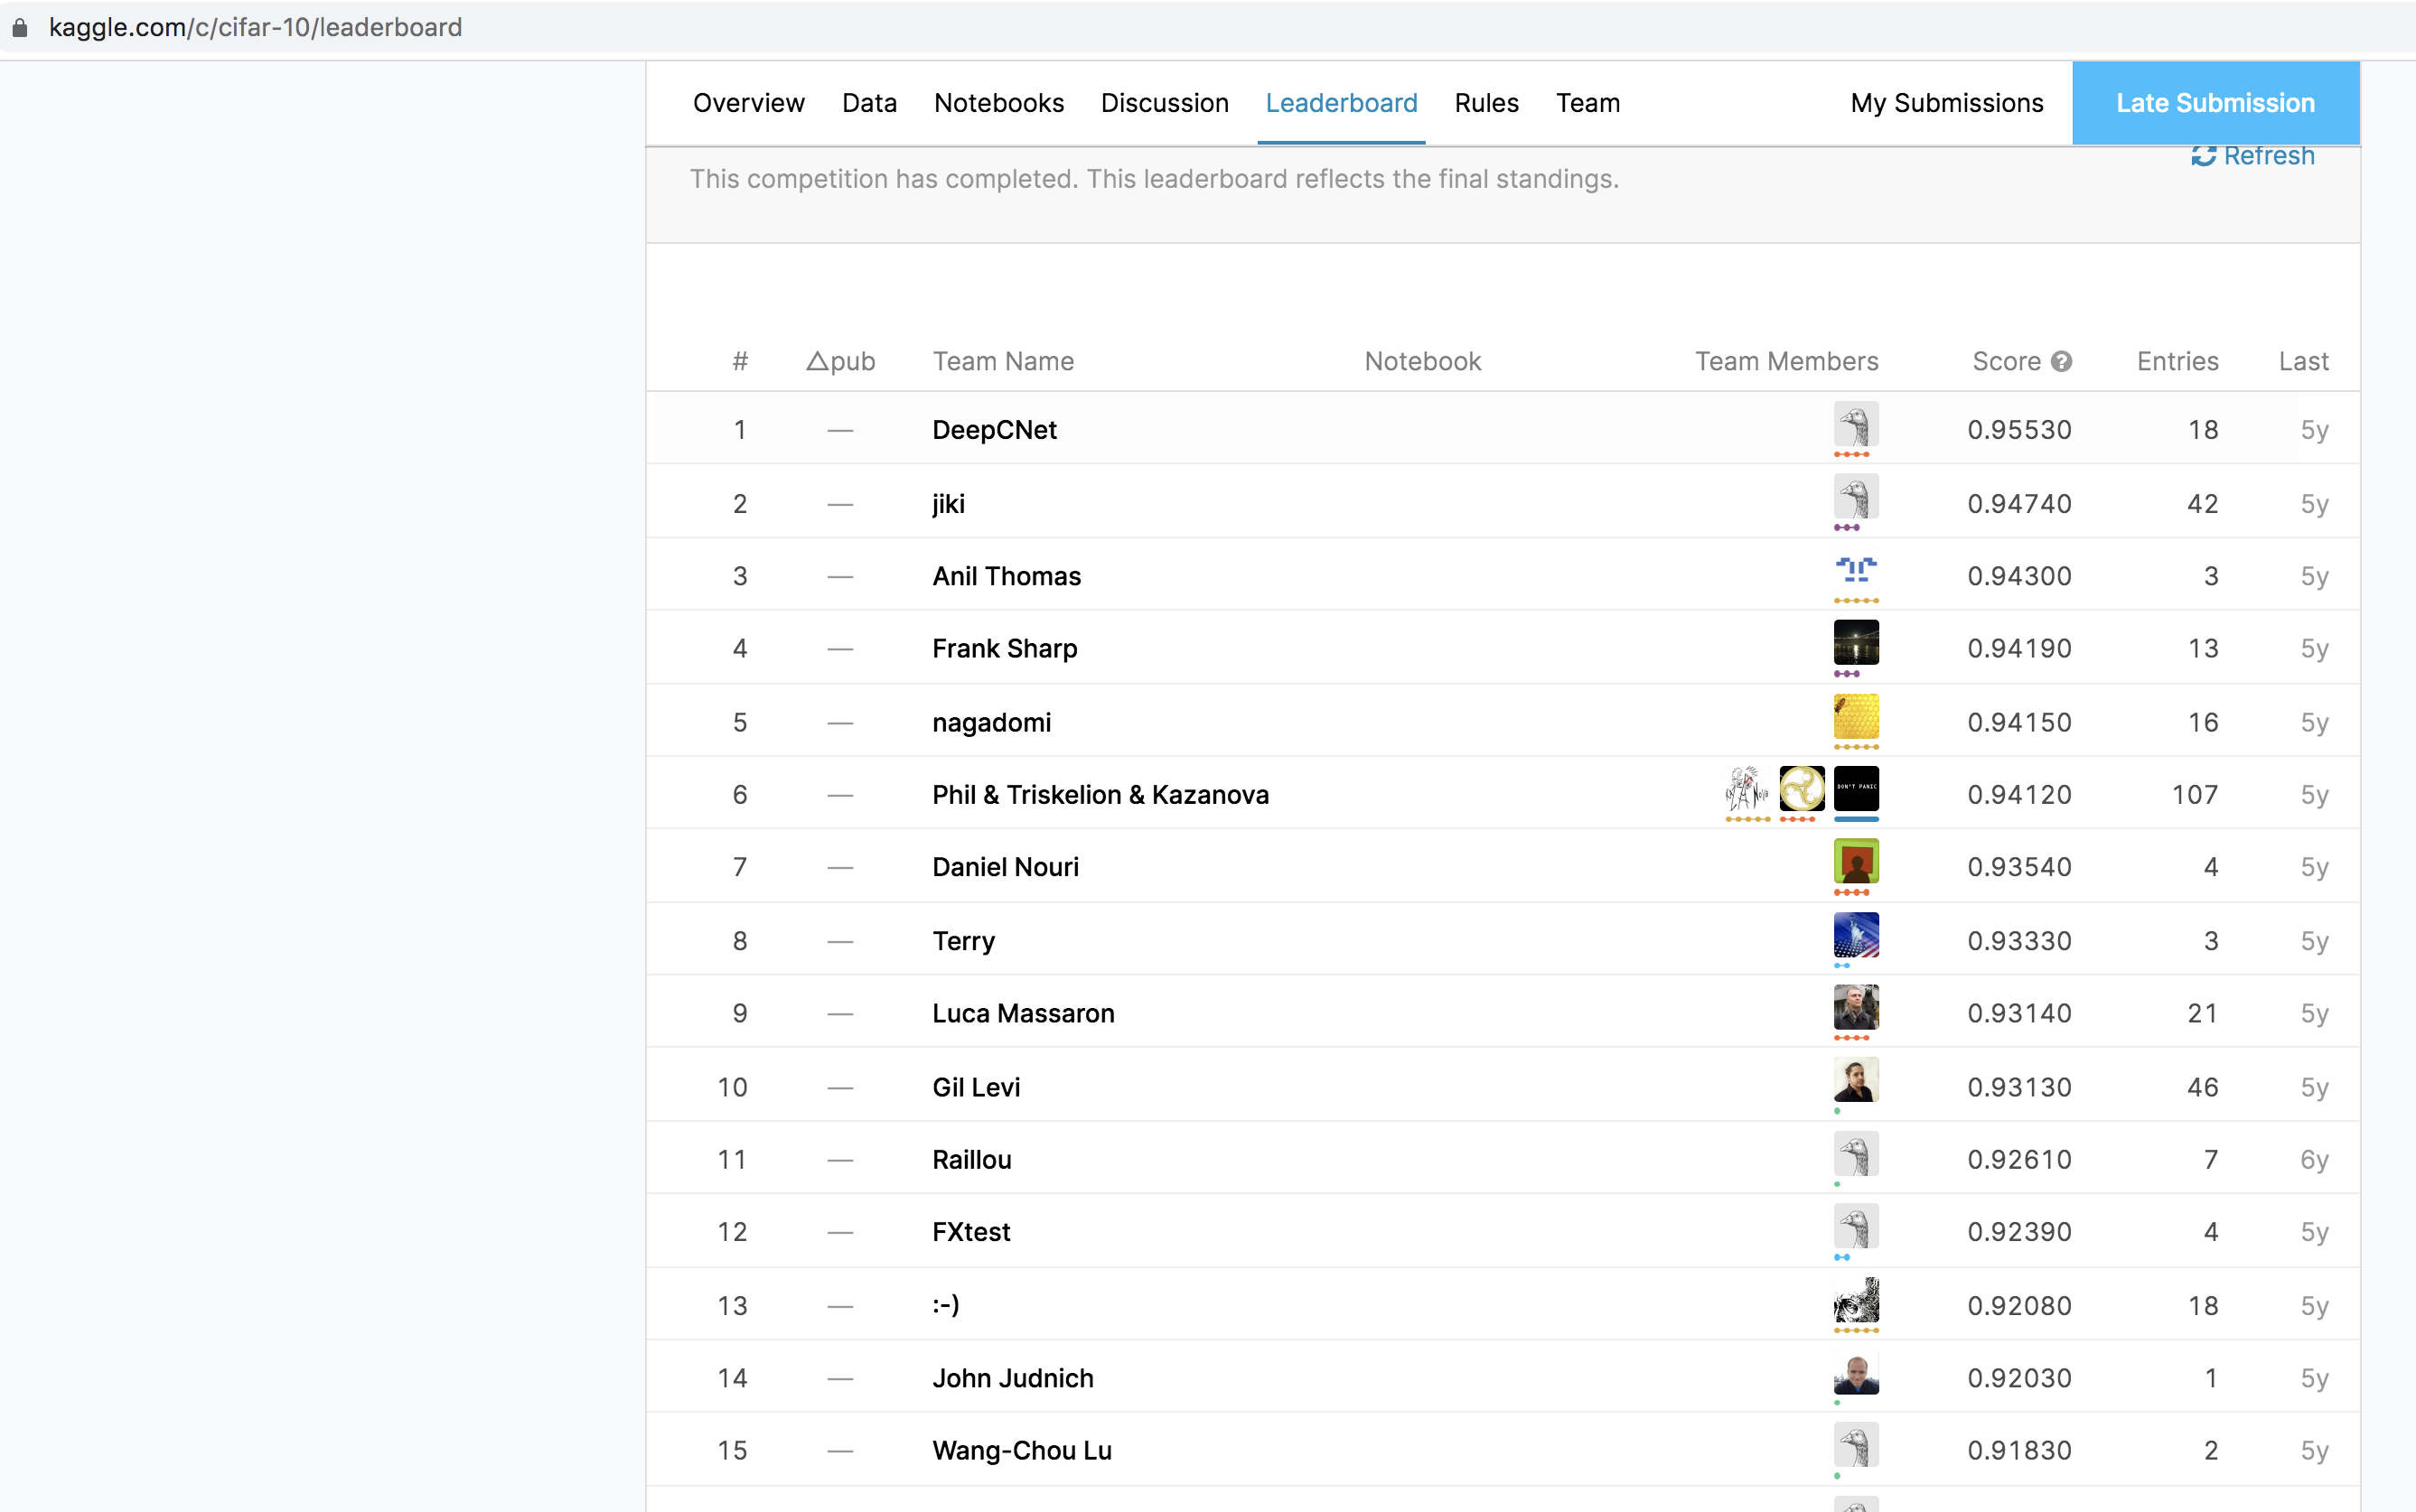 kaggle.com/c/cifar-10/leaderboard
Overview Data Notebooks Discussion Leaderboard Rules Team My Submissions Late Submission
Refresh
This competition has completed. This leaderboard reflects the final standings.
# △pub Team Name Notebook Team Members Score ? Entries Last
1 — DeepCNet 0.95530 18 5y
2 — jiki 0.94740 42 5y
3 — Anil Thomas 0.94300 3 5y
4 — Frank Sharp 0.94190 13 5y
5 — nagadomi 0.94150 16 5y
6 — Phil & Triskelion & Kazanova DON'T PANIC 0.94120 107 5y
7 — Daniel Nouri 0.93540 4 5y
8 — Terry 0.93330 3 5y
9 — Luca Massaron 0.93140 21 5y
10 — Gil Levi 0.93130 46 5y
11 — Raillou 0.92610 7 6y
12 — FXtest 0.92390 4 5y
13 — :-) 0.92080 18 5y
14 — John Judnich 0.92030 1 5y
15 — Wang-Chou Lu 0.91830 2 5y